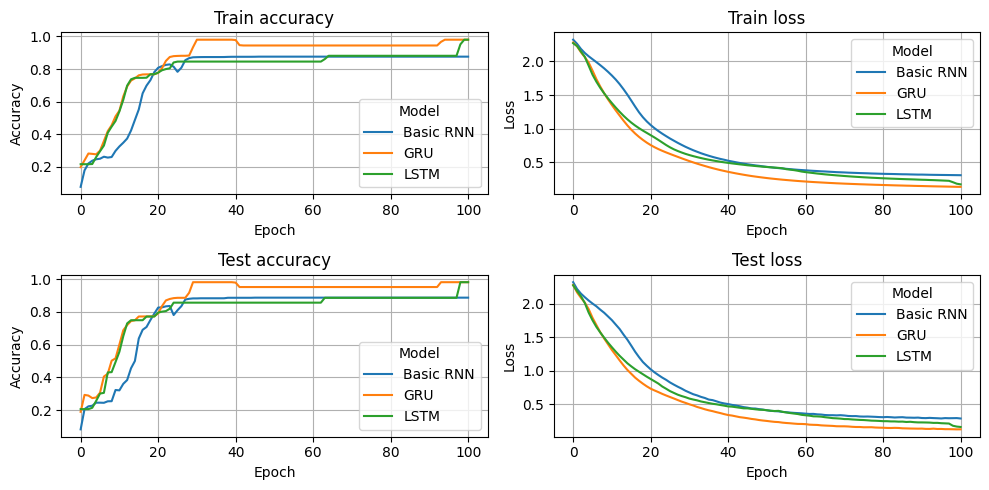 Train accuracy
Accuracy
1.0
0.8
0.6
0.4
0.2
0 20 40 60 80 100
Epoch
Model
Basic RNN
GRU
LSTM
Train loss
Loss
2.0
1.5
1.0
0.5
0 20 40 60 80 100
Epoch
Model
Basic RNN
GRU
LSTM
Test accuracy
Accuracy
1.0
0.8
0.6
0.4
0.2
0 20 40 60 80 100
Epoch
Model
Basic RNN
GRU
LSTM
Test loss
Loss
2.0
1.5
1.0
0.5
0 20 40 60 80 100
Epoch
Model
Basic RNN
GRU
LSTM